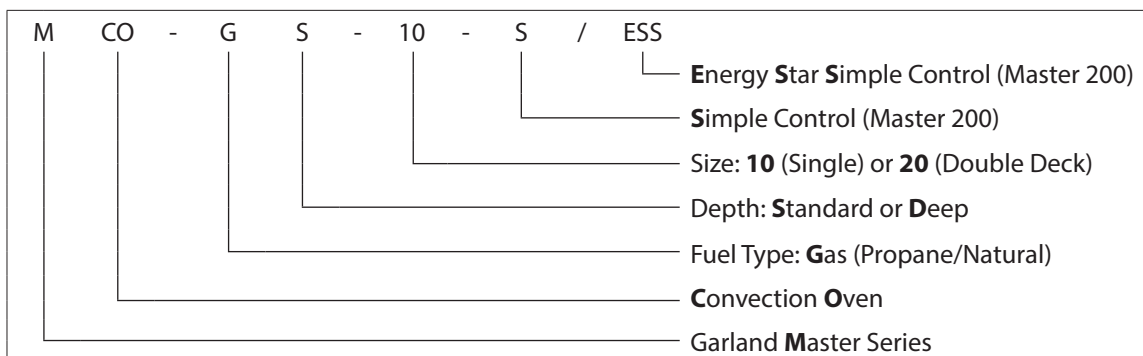 M CO - G S - 10 - S / ESS
Energy Star Simple Control (Master 200)
Simple Control (Master 200)
Size: 10 (Single) or 20 (Double Deck)
Depth: Standard or Deep
Fuel Type: Gas (Propane/Natural)
Convection Oven
Garland Master Series